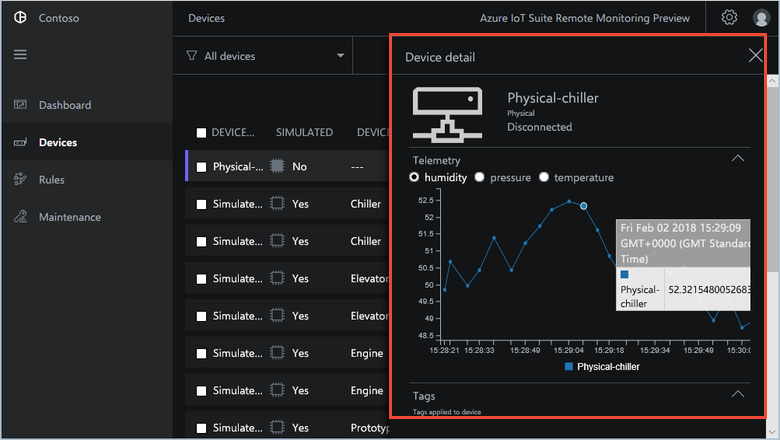 Contoso
Devices
Azure IoT Suite Remote Monitoring Preview
Dashboard
Devices
Rules
Maintenance
All devices
DEVICE... SIMULATED DEVIC
Physical-... No ---
Simulate... Yes Chiller
Simulate... Yes Chiller
Simulate... Yes Elevator
Simulate... Yes Elevator
Simulate... Yes Engine
Simulate... Yes Engine
Simulate... Yes Prototyp
Device detail
Physical-chiller
Physical
Disconnected
Telemetry
humidity pressure temperature
52.5
52
51.5
51
50.5
50
49.5
49
48.5
Fri Feb 02 2018 15:29:09
GMT+0000 (GMT Standard
Time)
Physical-
chiller
52.3215480052683
15:28:21 15:28:33 15:28:49 15:29:04 15:29:18 15:29:34 15:29:49 15:30:0
Physical-chiller
Tags
Tags applied to device